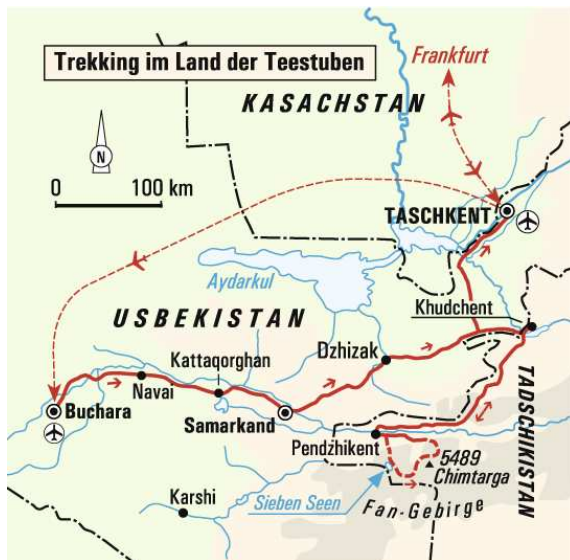 Trekking im Land der Teestuben
Frankfurt
KASACHSTAN
N
0 100 km
TASCHKENT
Aydarkul
Khudchent
USBEKISTAN
Dzhizak
Kattaqorghan
Navai
Buchara
Samarkand
TADSCHIKISTAN
Pendzhikent
5489
Chimtarga
Karshi
Sieben Seen
Fan-Gebirge